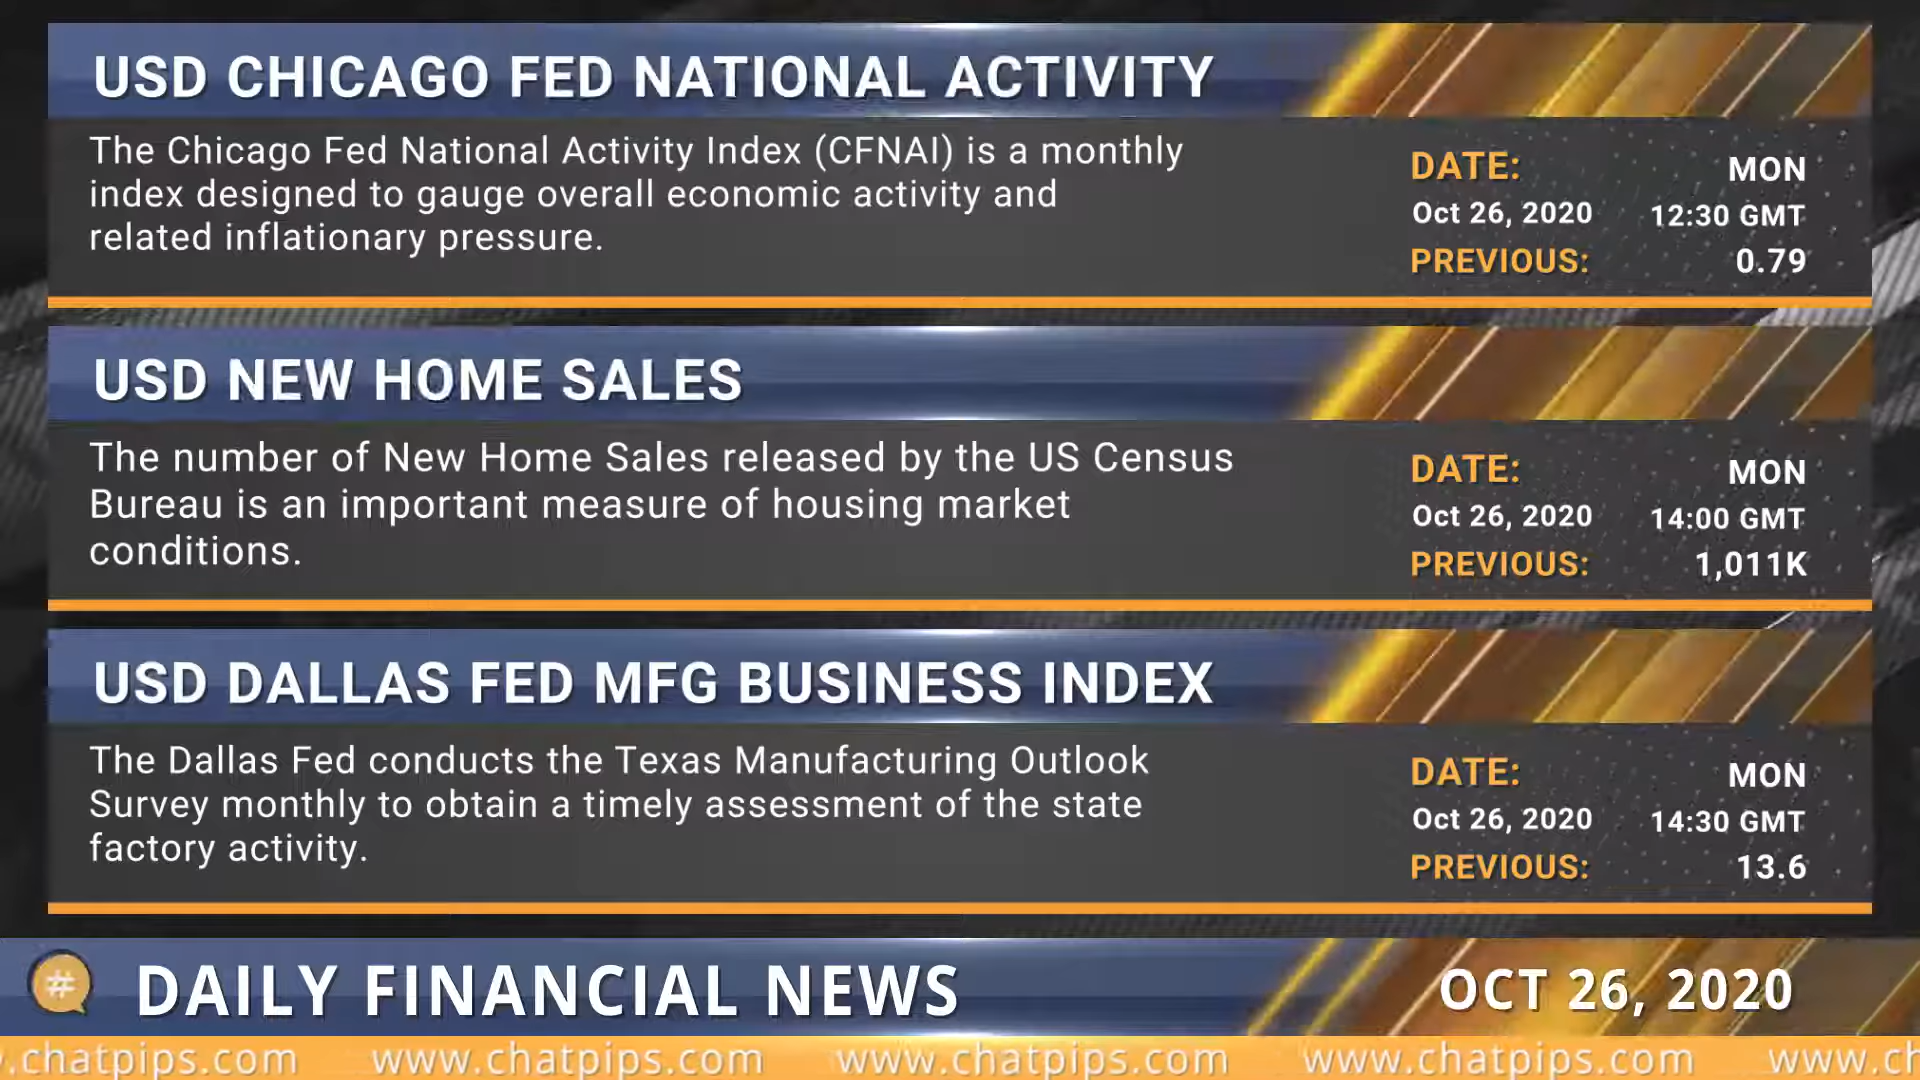 USD CHICAGO FED NATIONAL ACTIVITY
The Chicago Fed National Activity Index (CFNAI) is a monthly
index designed to gauge overall economic activity and
related inflationary pressure.
DATE: MON
Oct 26, 2020 12:30 GMT
PREVIOUS: 0.79
USD NEW HOME SALES
The number of New Home Sales released by the US Census
Bureau is an important measure of housing market
conditions.
DATE: MON
Oct 26, 2020 14:00 GMT
PREVIOUS: 1,011K
USD DALLAS FED MFG BUSINESS INDEX
The Dallas Fed conducts the Texas Manufacturing Outlook
Survey monthly to obtain a timely assessment of the state
factory activity.
DATE: MON
Oct 26, 2020 14:30 GMT
PREVIOUS: 13.6
# DAILY FINANCIAL NEWS OCT 26, 2020
.chatpips.com www.chatpips.com www.chatpips.com www.chatpips.com www.ch